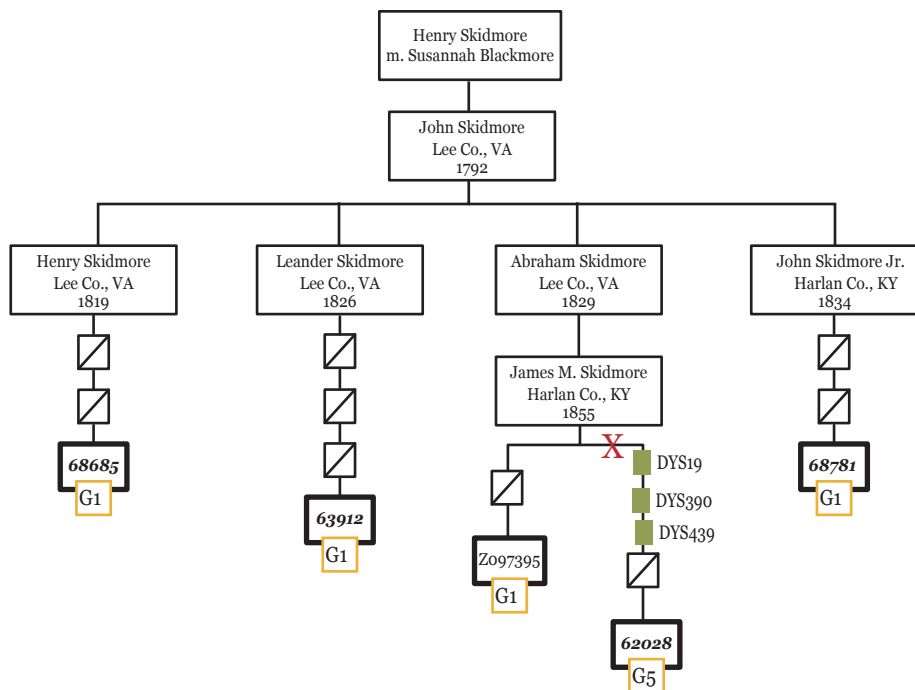 Henry Skidmore
m. Susannah Blackmore
John Skidmore
Lee Co., VA
1792
Henry Skidmore
Lee Co., VA
1819
Leander Skidmore
Lee Co., VA
1826
Abraham Skidmore
Lee Co., VA
1829
John Skidmore Jr.
Harlan Co., KY
1834
James M. Skidmore
Harlan Co., KY
1855
X
DYS19
DYS390
DYS439
68685
G1
63912
G1
Z097395
G1
62028
G5
68781
G1